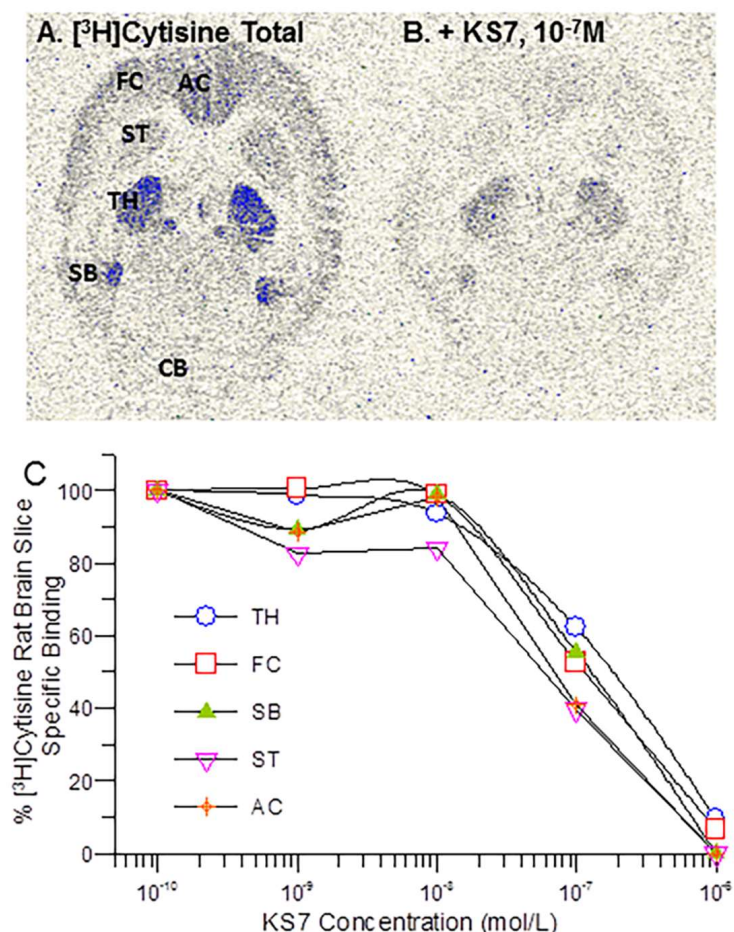 A. [³H]Cytisine Total
B. + KS7, 10⁻⁷M
FC
AC
ST
TH
SB
CB
C
% [³H]Cytisine Rat Brain Slice
Specific Binding
100
80
60
40
20
0
TH
FC
SB
ST
AC
10⁻¹⁰
10⁻⁹
10⁻⁸
10⁻⁷
10⁻⁶
KS7 Concentration (mol/L)